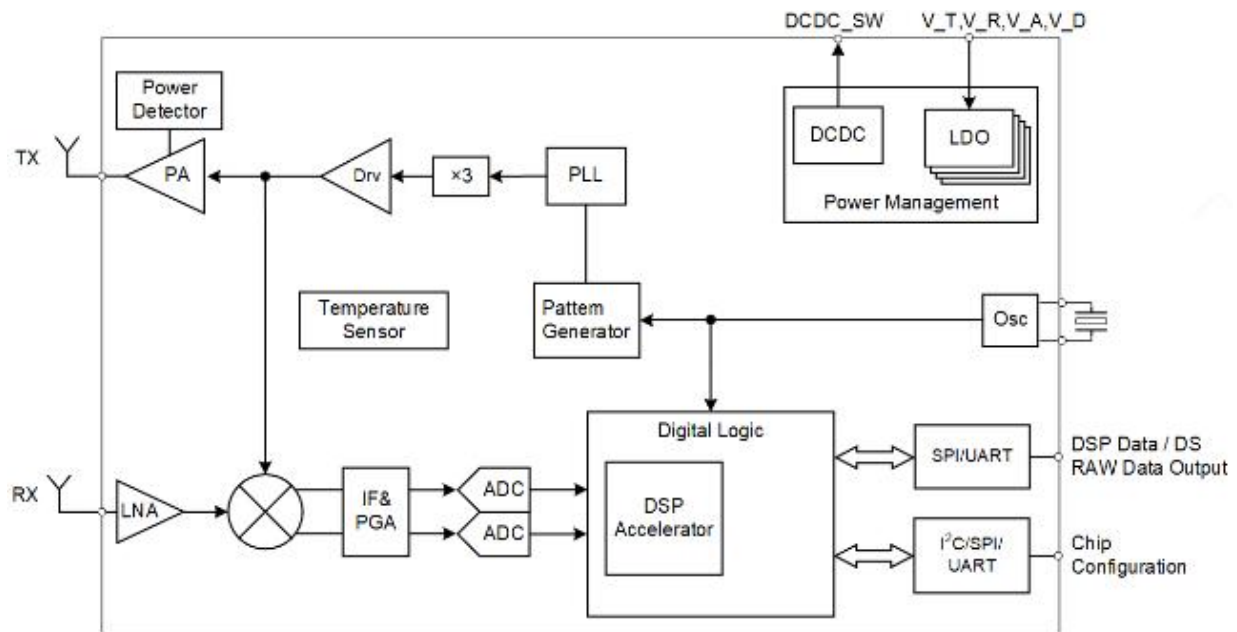 DCDC_SW
V_T,V_R,V_A,V_D
Power
Detector
TX
PA
Drv
×3
PLL
DCDC
LDO
Power Management
Temperature
Sensor
Pattern
Generator
Osc
Digital Logic
DSP
Accelerator
SPI/UART
DSP Data / DS
RAW Data Output
RX
LNA
IF&
PGA
ADC
ADC
I²C/SPI/
UART
Chip
Configuration